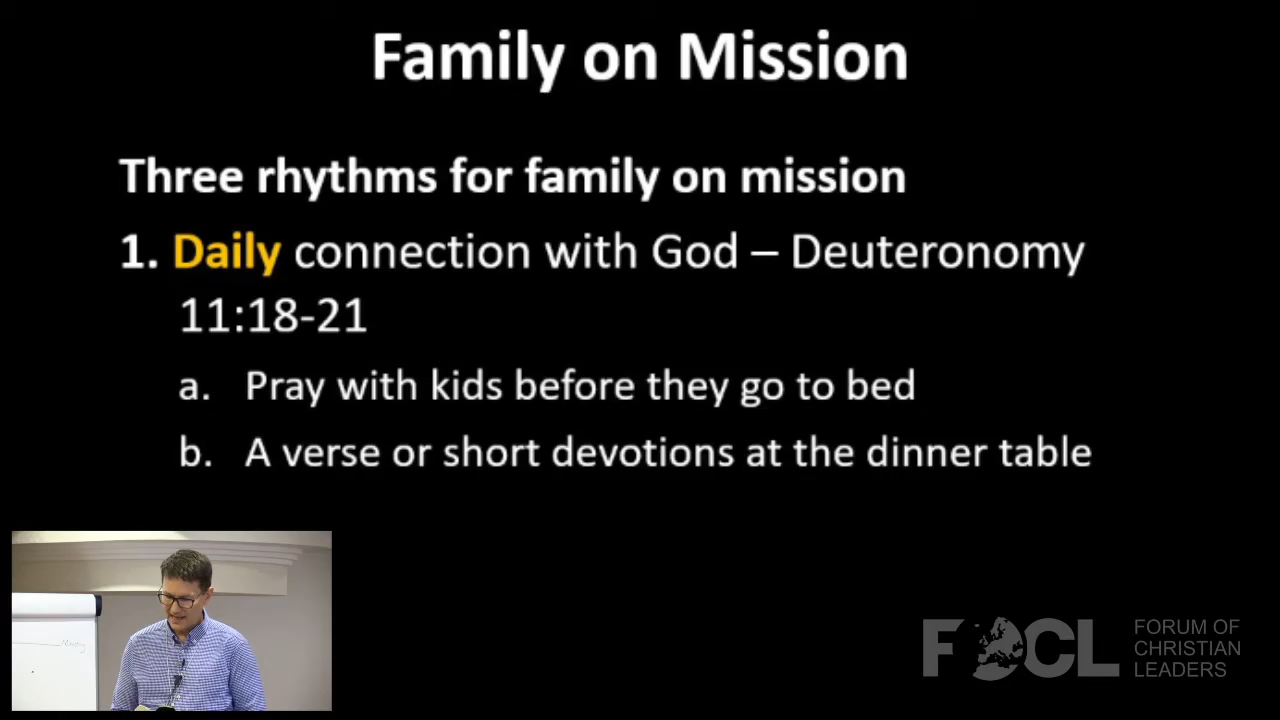 Family on Mission
Three rhythms for family on mission
1. Daily connection with God – Deuteronomy
11:18-21
a. Pray with kids before they go to bed
b. A verse or short devotions at the dinner table
FOCL
FORUM OF
CHRISTIAN
LEADERS